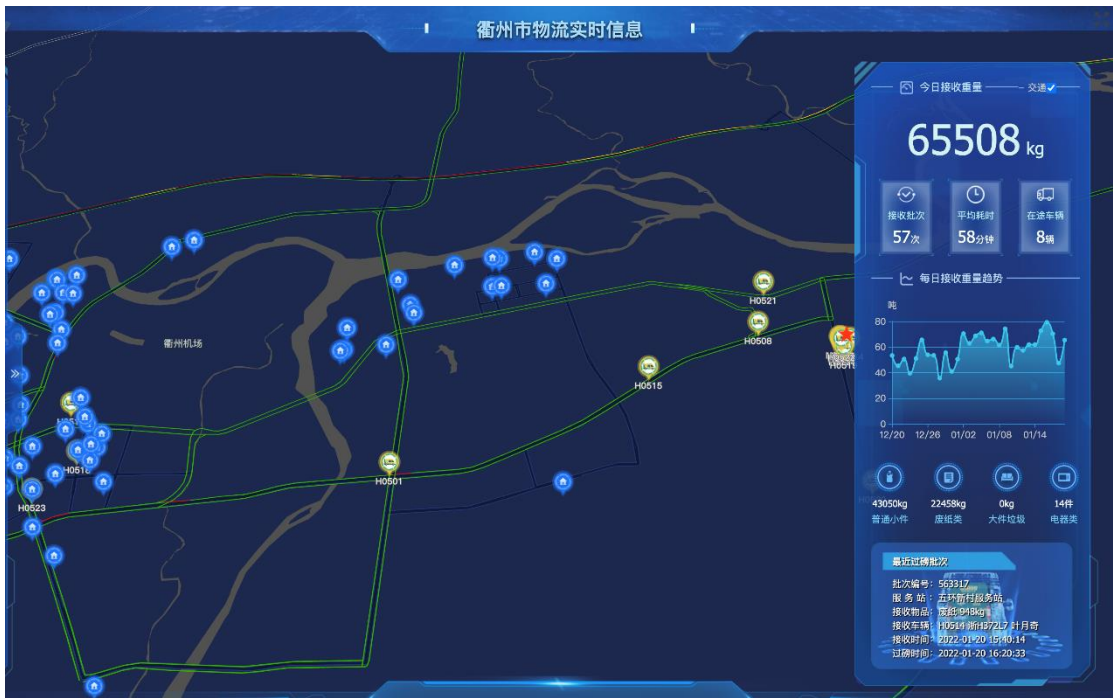 衢州市物流实时信息
今日接收重量
交通
65508 kg
接收批次
57次
平均耗时
58分钟
在途车辆
8辆
每日接收重量趋势
吨
80
60
40
20
0
12/20 12/26 01/02 01/08 01/14
43050kg 22458kg 0kg 14件
普通小件 废纸类 大件垃圾 电器类
最近过磅批次
批次编号：563317
服 务 站：五环新村服务站
接收物品：废纸 948kg
接收车辆：H0514 浙H372L7 叶月奇
接收时间：2022-01-20 15:40:14
过磅时间：2022-01-20 16:20:33
H0521
H0508
H0515
H0511
衢州机场
»
H0518
H0501
H0523